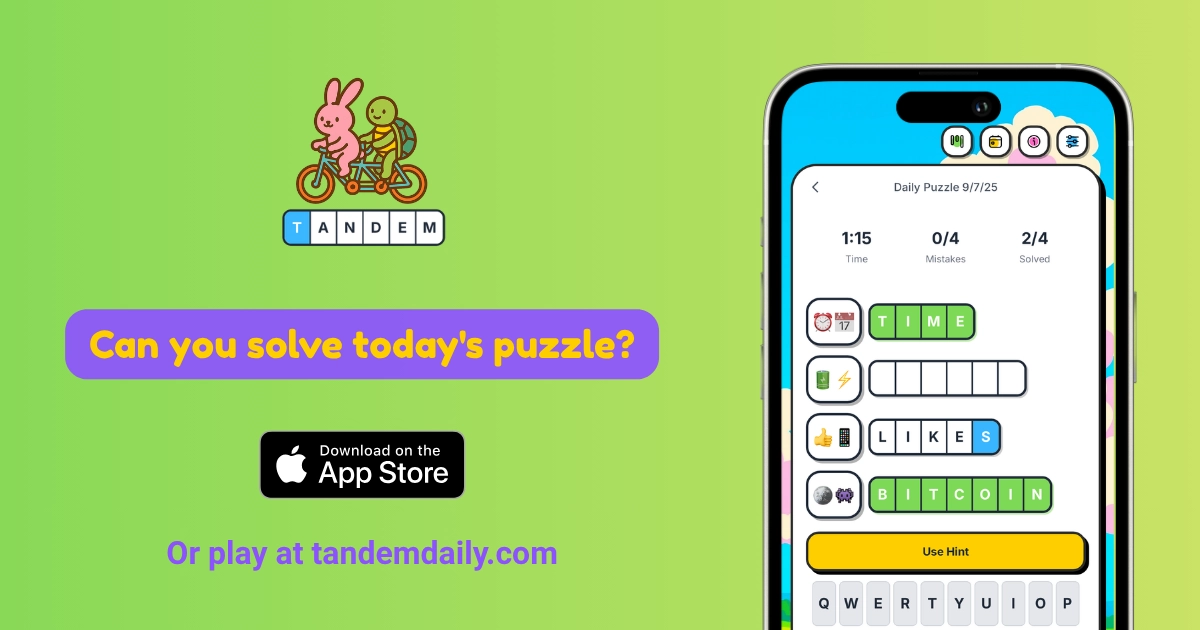 TANDEM
Can you solve today's puzzle?
Download on the
App Store
Or play at tandemdaily.com
Daily Puzzle 9/7/25
1:15 0/4 2/4
Time Mistakes Solved
17 TIME
LIKES
BITCOIN
Use Hint
Q W E R T Y U I O P